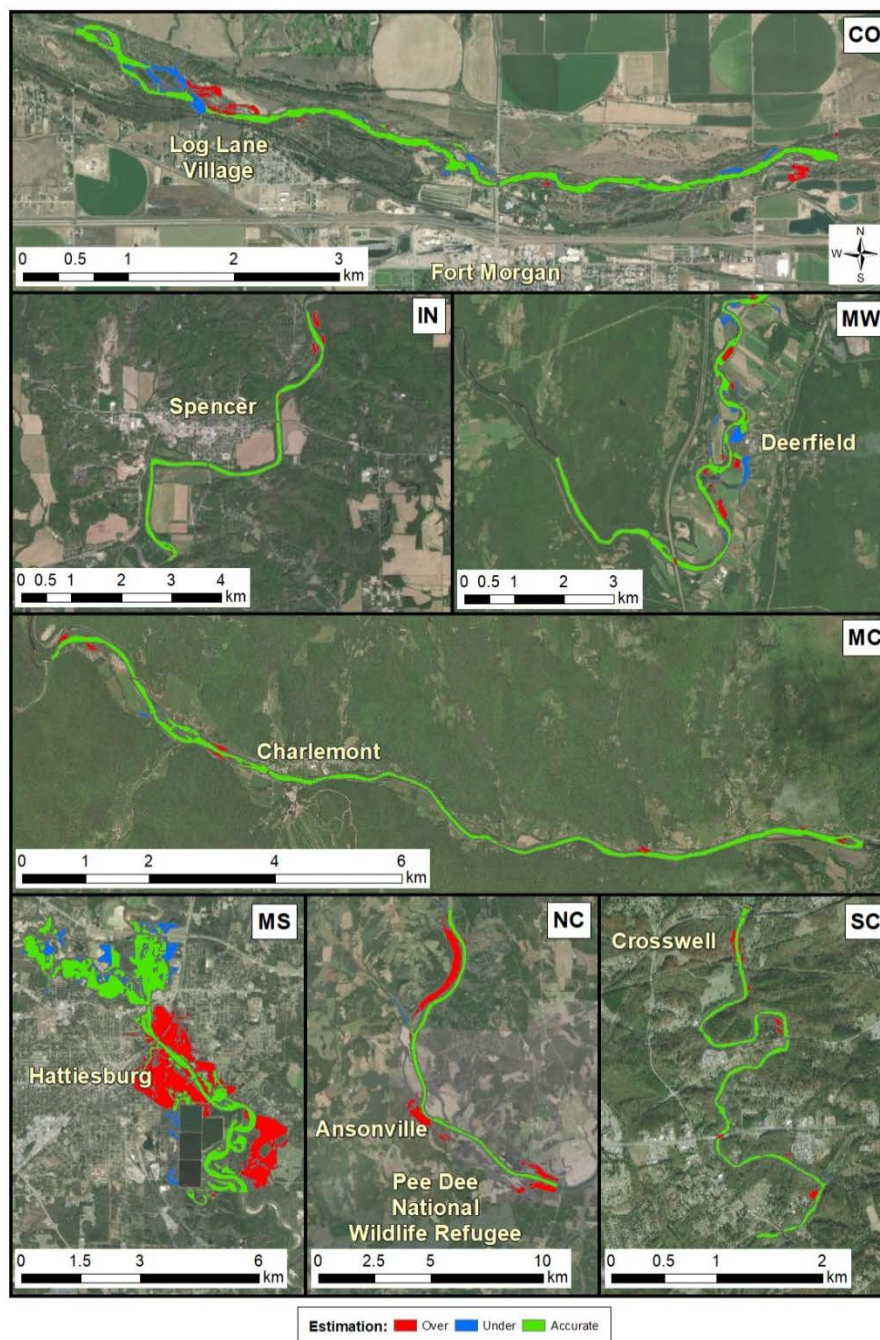 CO
Log Lane
Village
N
W E
S
0 1 2 3
km
Fort Morgan
IN
Spencer
0 0.5 1 2 3 4
km
MW
Deerfield
0 0.5 1 2 3
km
MC
Charlemont
0 1 2 4 6
km
MS
Hattiesburg
0 1.5 3 6
km
NC
Ansonville
Pee Dee
National
Wildlife Refugee
0 2.5 5 10
km
SC
Crosswell
0 0.5 1 2
km
Estimation: Over Under Accurate